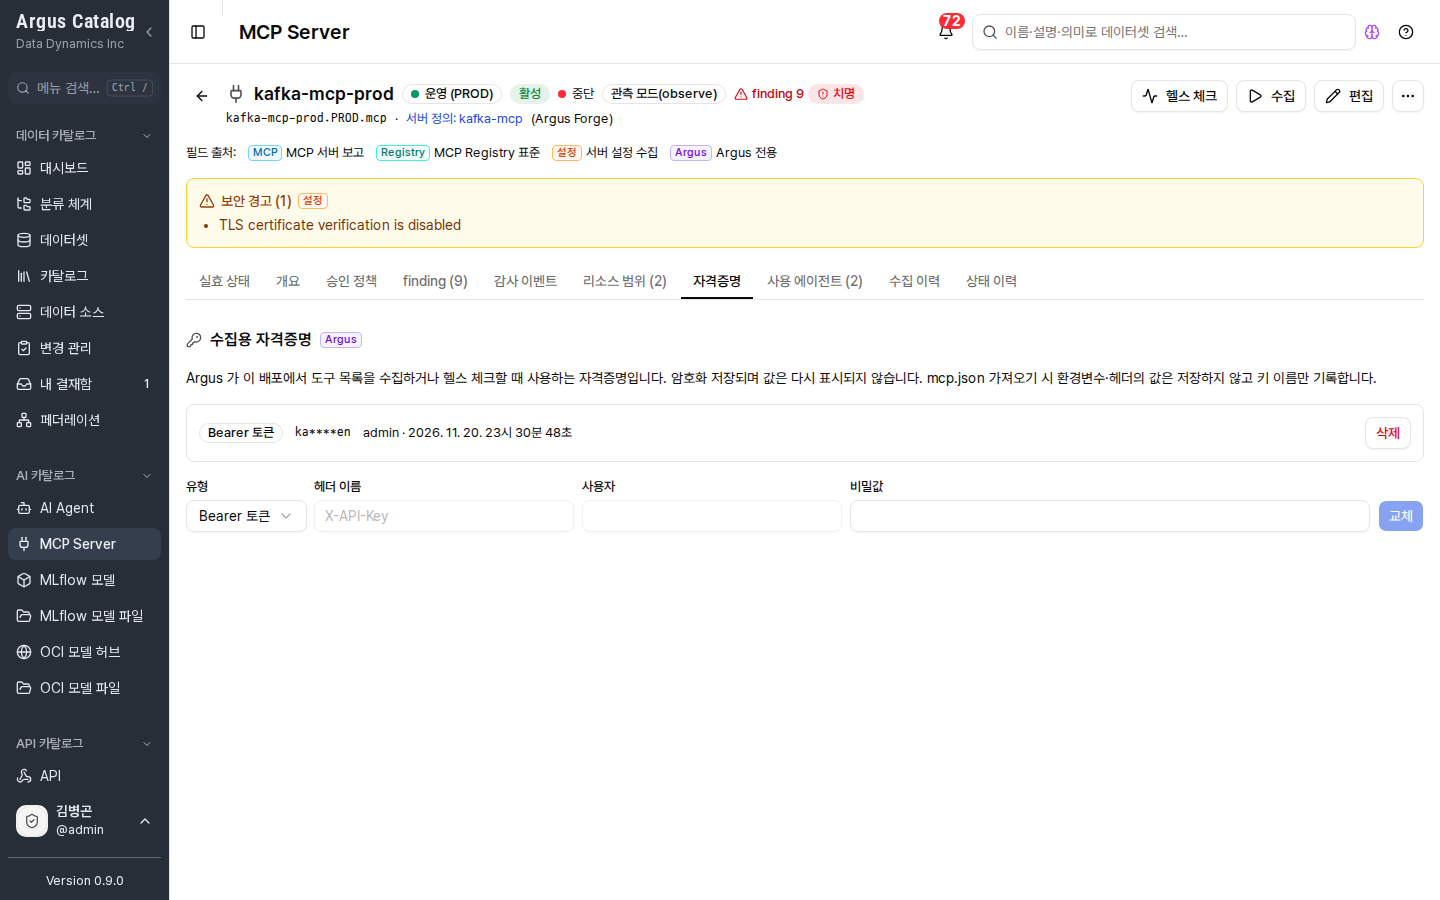 Argus Catalog
Data Dynamics Inc
메뉴 검색... Ctrl /
데이터 카탈로그
대시보드
분류 체계
데이터셋
카탈로그
데이터 소스
변경 관리
내 결재함 1
페더레이션
AI 카탈로그
AI Agent
MCP Server
MLflow 모델
MLflow 모델 파일
OCI 모델 허브
OCI 모델 파일
API 카탈로그
API
김병곤
@admin
Version 0.9.0
MCP Server
72
이름·설명·의미로 데이터셋 검색...
kafka-mcp-prod 운영 (PROD) 활성 중단 관측 모드(observe) finding 9 치명
헬스 체크 수집 편집
kafka-mcp-prod.PROD.mcp · 서버 정의: kafka-mcp (Argus Forge)
필드 출처: MCP MCP 서버 보고 Registry MCP Registry 표준 설정 서버 설정 수집 Argus Argus 전용
보안 경고 (1) 설정
• TLS certificate verification is disabled
실효 상태 개요 승인 정책 finding (9) 감사 이벤트 리소스 범위 (2) 자격증명 사용 에이전트 (2) 수집 이력 상태 이력
수집용 자격증명 Argus
Argus 가 이 배포에서 도구 목록을 수집하거나 헬스 체크할 때 사용하는 자격증명입니다. 암호화 저장되며 값은 다시 표시되지 않습니다. mcp.json 가져오기 시 환경변수·헤더의 값은 저장하지 않고 키 이름만 기록합니다.
Bearer 토큰 ka****en admin · 2026. 11. 20. 23시 30분 48초 삭제
유형 헤더 이름 사용자 비밀값
Bearer 토큰 X-API-Key 교체